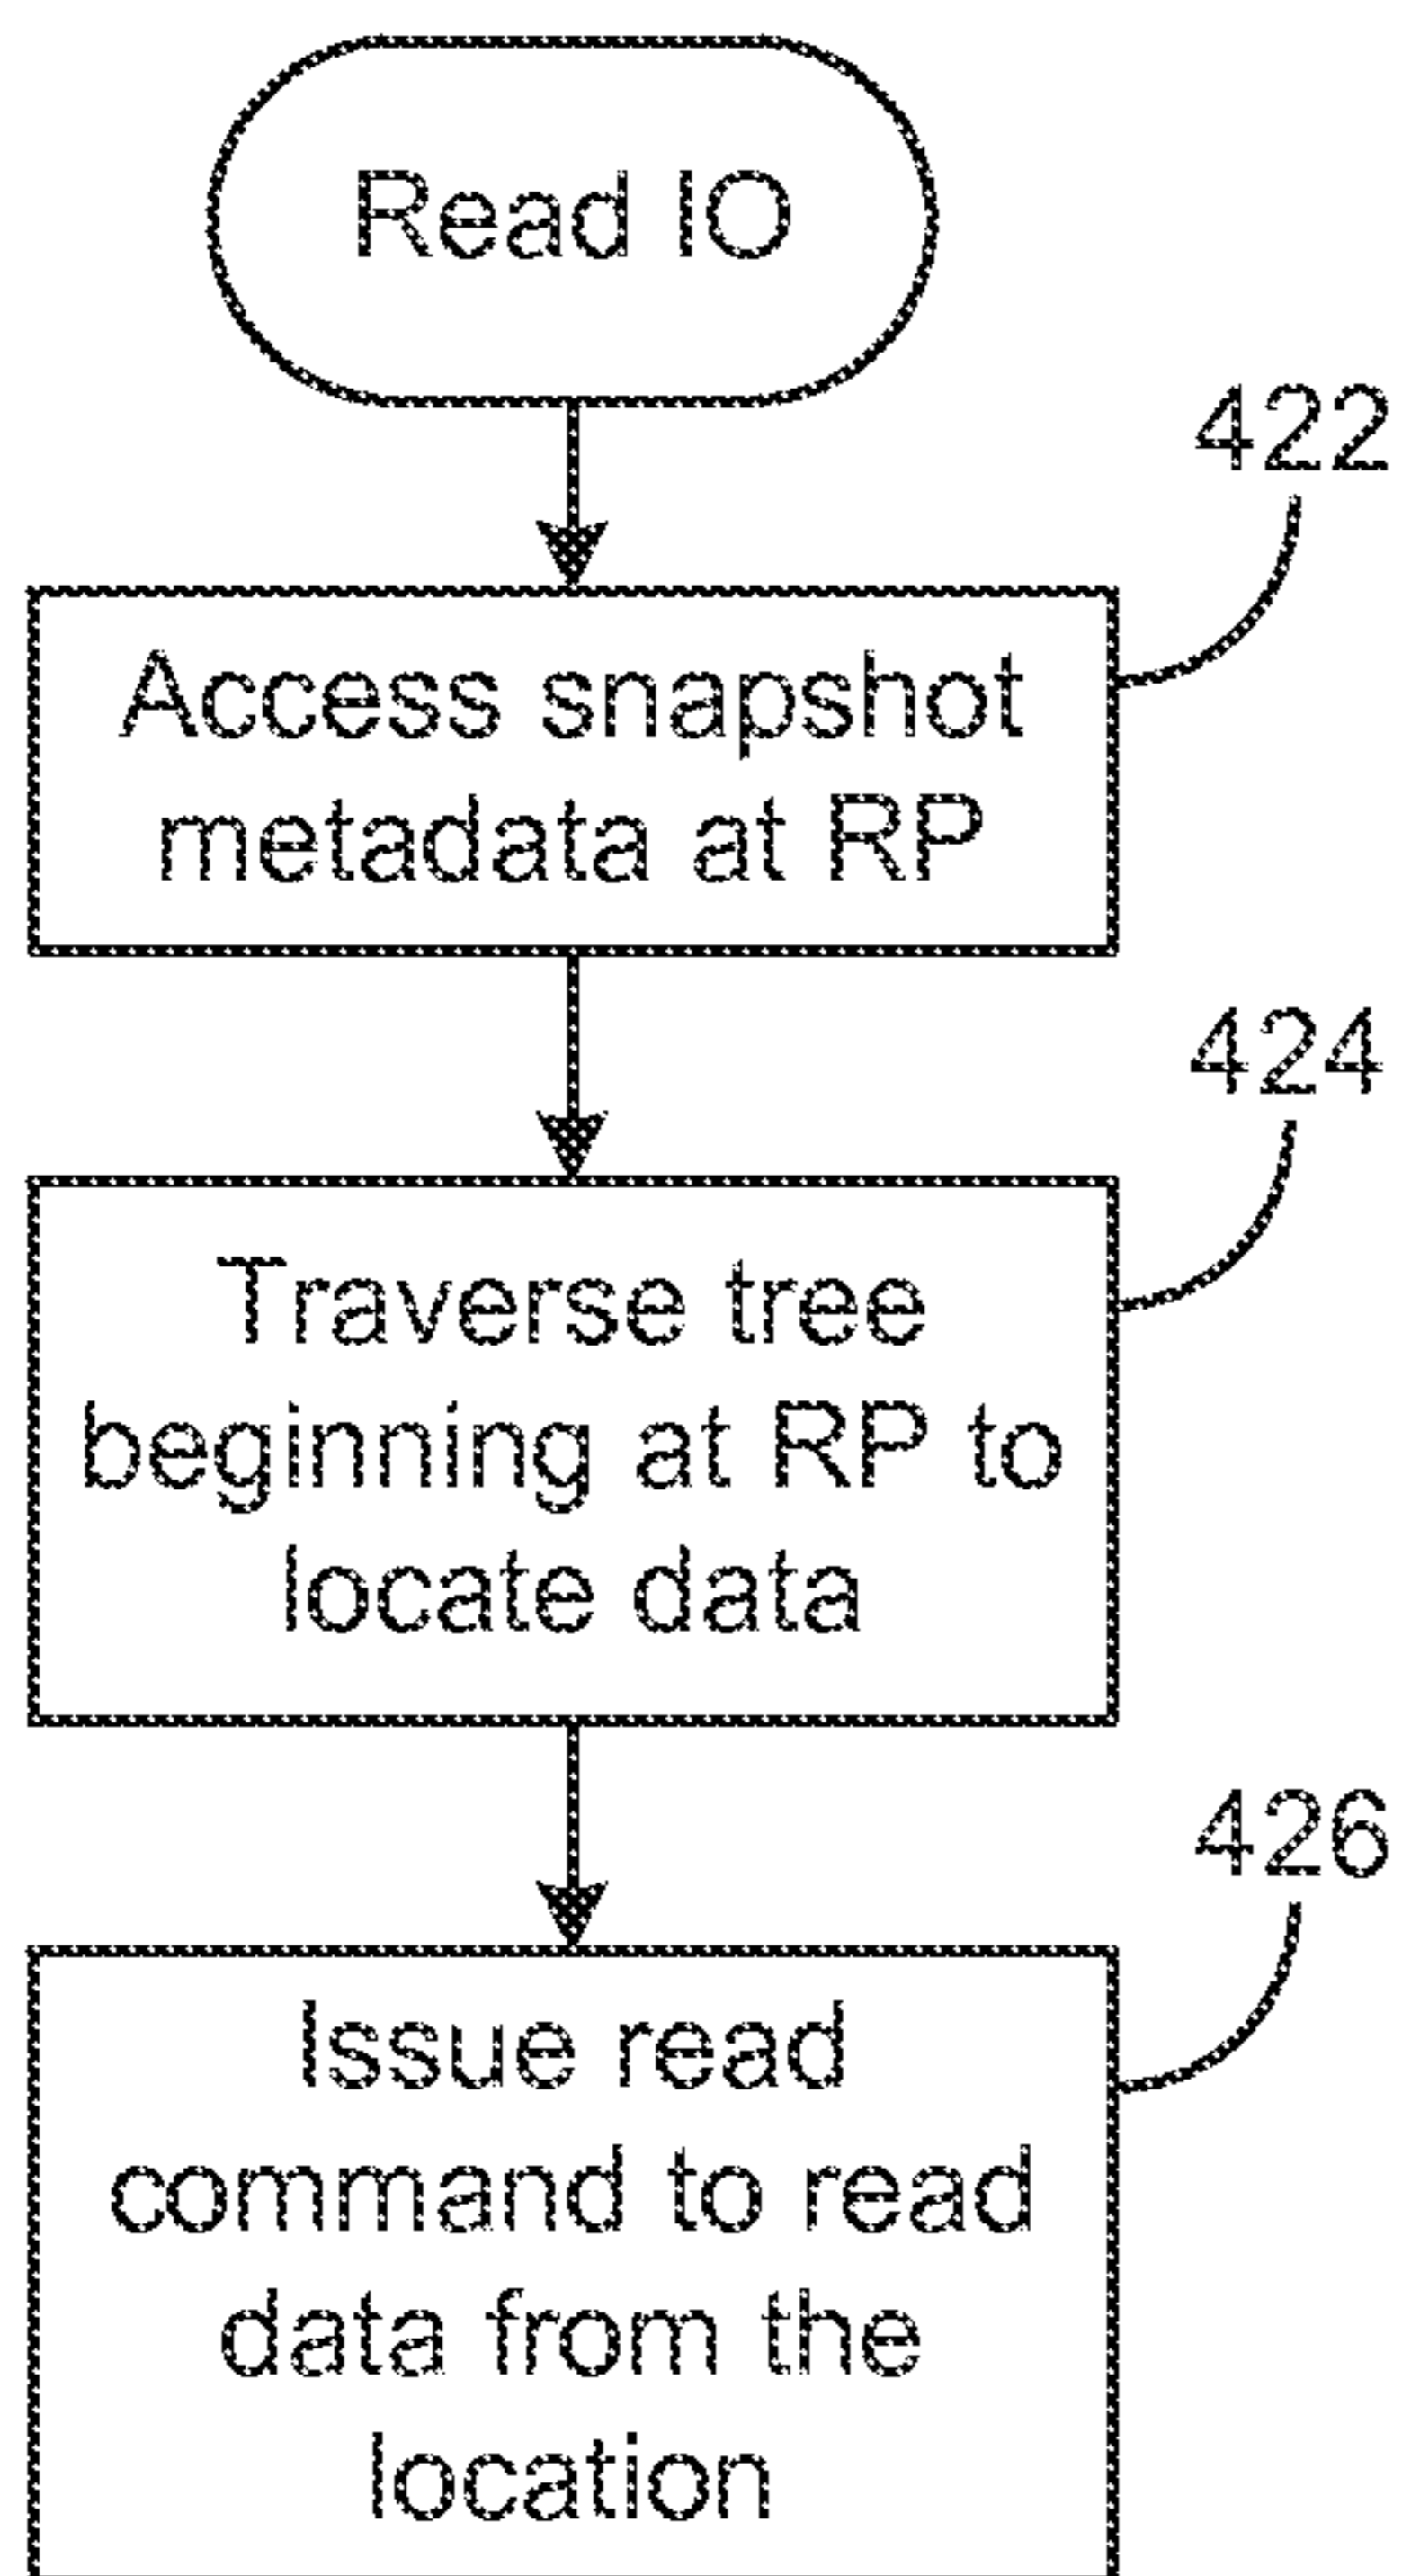 Read IO
422
Access snapshot
metadata at RP
424
Traverse tree
beginning at RP to
locate data
426
Issue read
command to read
data from the
location